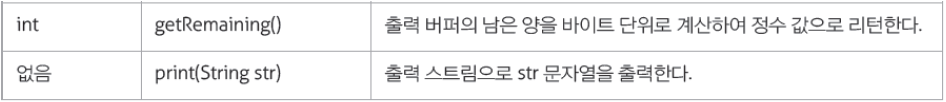 int getRemaining() 출력 버퍼의 남은 양을 바이트 단위로 계산하여 정수 값으로 리턴한다.
없음 print(String str) 출력 스트림으로 str 문자열을 출력한다.